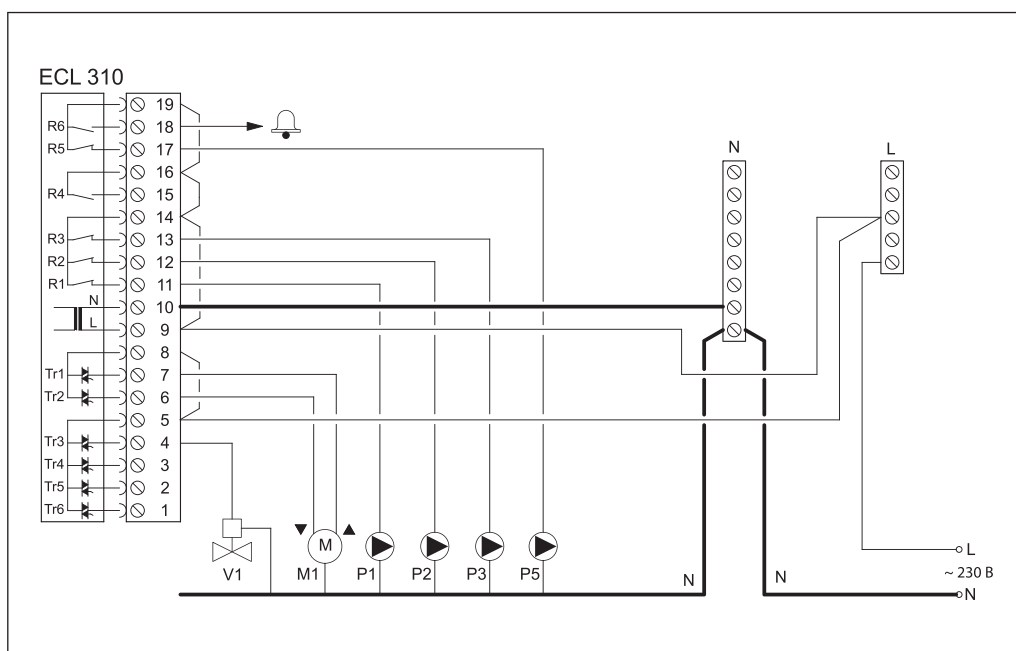 ECL 310
19
R6 18
R5 17
16
R4 15
14
R3 13
R2 12
R1 11
N 10
L 9
8
Tr1 7
Tr2 6
5
Tr3 4
Tr4 3
Tr5 2
Tr6 1
N L
V1 M1 M P1 P2 P3 P5
N N
L
~ 230 В
N